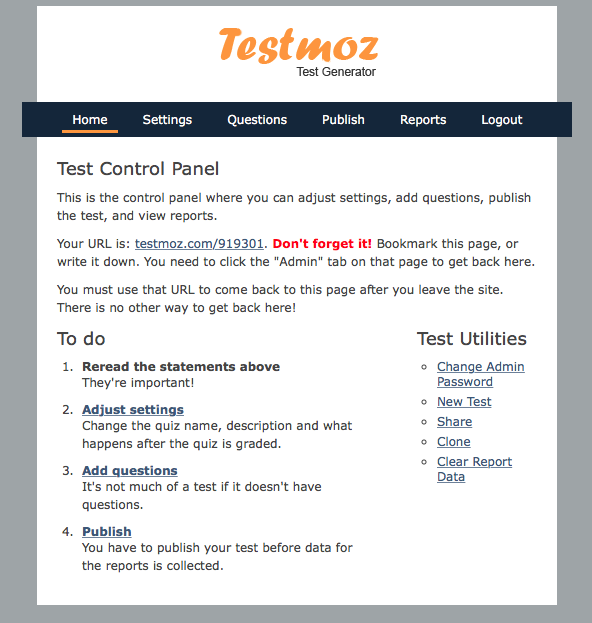 Testmoz
Test Generator
Home Settings Questions Publish Reports Logout
Test Control Panel
This is the control panel where you can adjust settings, add questions, publish
the test, and view reports.
Your URL is: testmoz.com/919301. Don't forget it! Bookmark this page, or
write it down. You need to click the "Admin" tab on that page to get back here.
You must use that URL to come back to this page after you leave the site.
There is no other way to get back here!
To do
1. Reread the statements above
They're important!
2. Adjust settings
Change the quiz name, description and what
happens after the quiz is graded.
3. Add questions
It's not much of a test if it doesn't have
questions.
4. Publish
You have to publish your test before data for
the reports is collected.
Test Utilities
Change Admin
Password
New Test
Share
Clone
Clear Report
Data